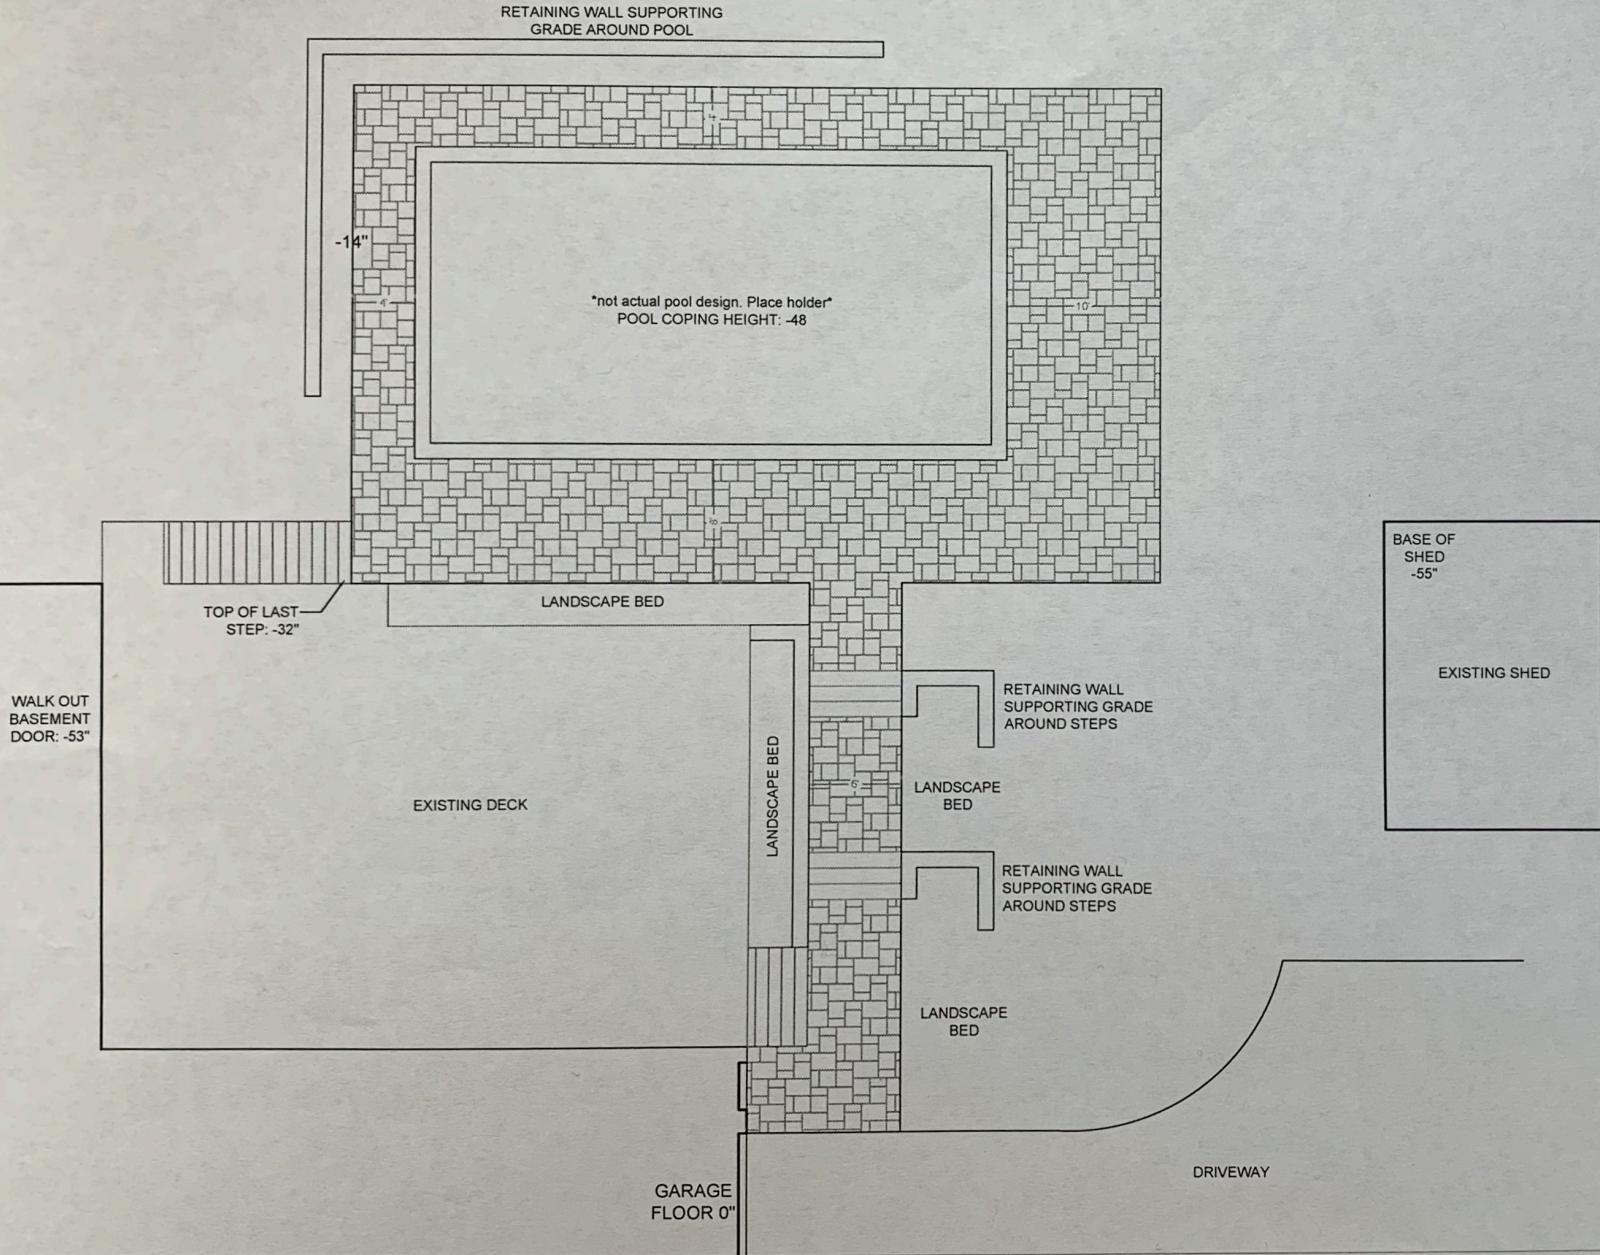 RETAINING WALL SUPPORTING
GRADE AROUND POOL
4'
-14"
4'
*not actual pool design. Place holder*
POOL COPING HEIGHT: -48
10'
8'
BASE OF
SHED
-55"
LANDSCAPE BED
TOP OF LAST
STEP: -32"
EXISTING SHED
WALK OUT
BASEMENT
DOOR: -53"
RETAINING WALL
SUPPORTING GRADE
AROUND STEPS
LANDSCAPE BED
6'
LANDSCAPE
BED
EXISTING DECK
RETAINING WALL
SUPPORTING GRADE
AROUND STEPS
LANDSCAPE
BED
DRIVEWAY
GARAGE
FLOOR 0"